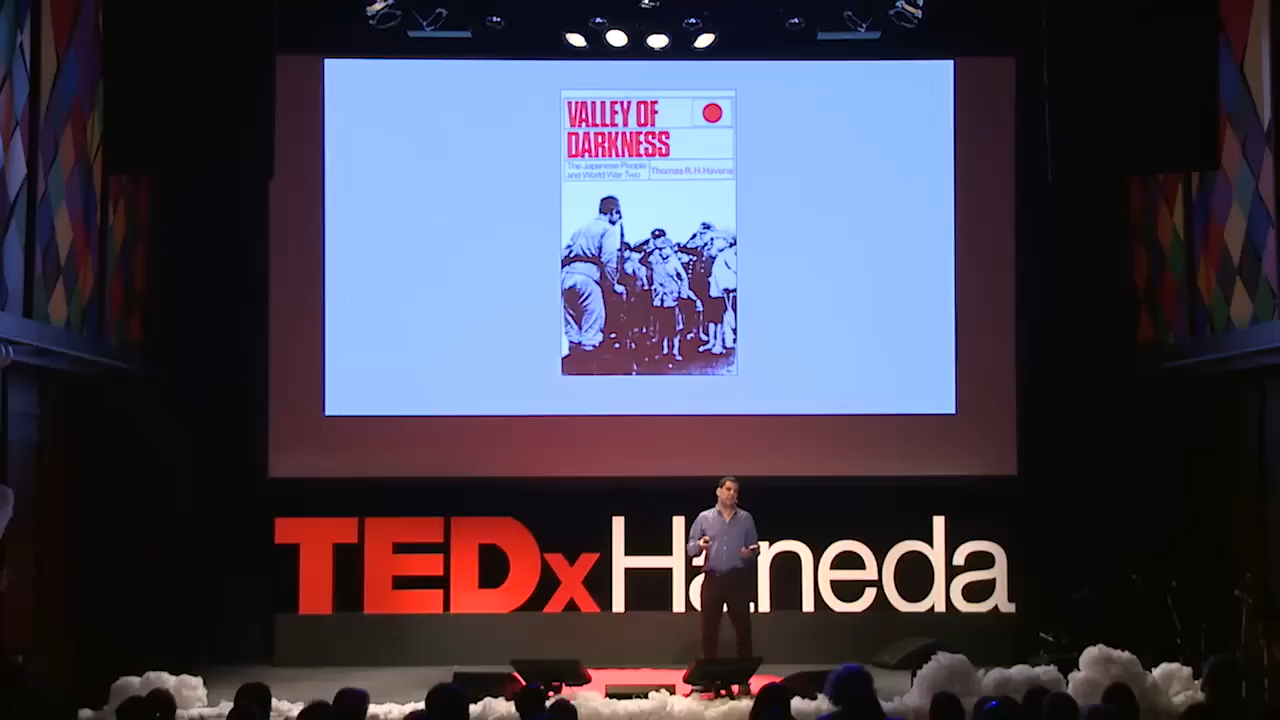 VALLEY OF
DARKNESS
The Japanese People
and World War Two
Thomas R.H.Havens
TEDxHaneda